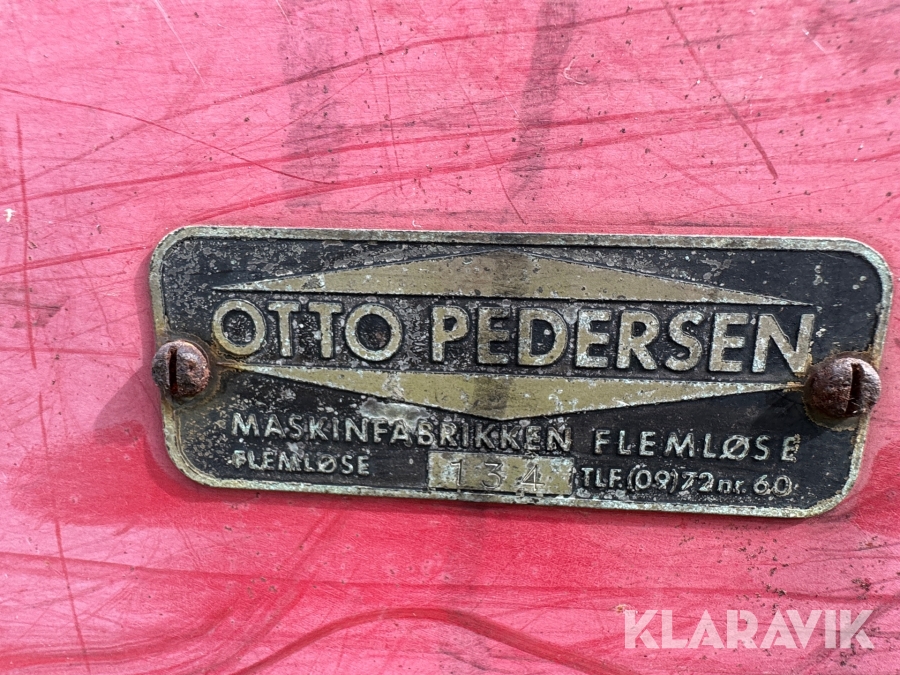 OTTO PEDERSEN
MASKINFABRIKKEN FLEMLØSE
FLEMLØSE 134 TLF. (09) 72 nr. 60
KLARAVIK